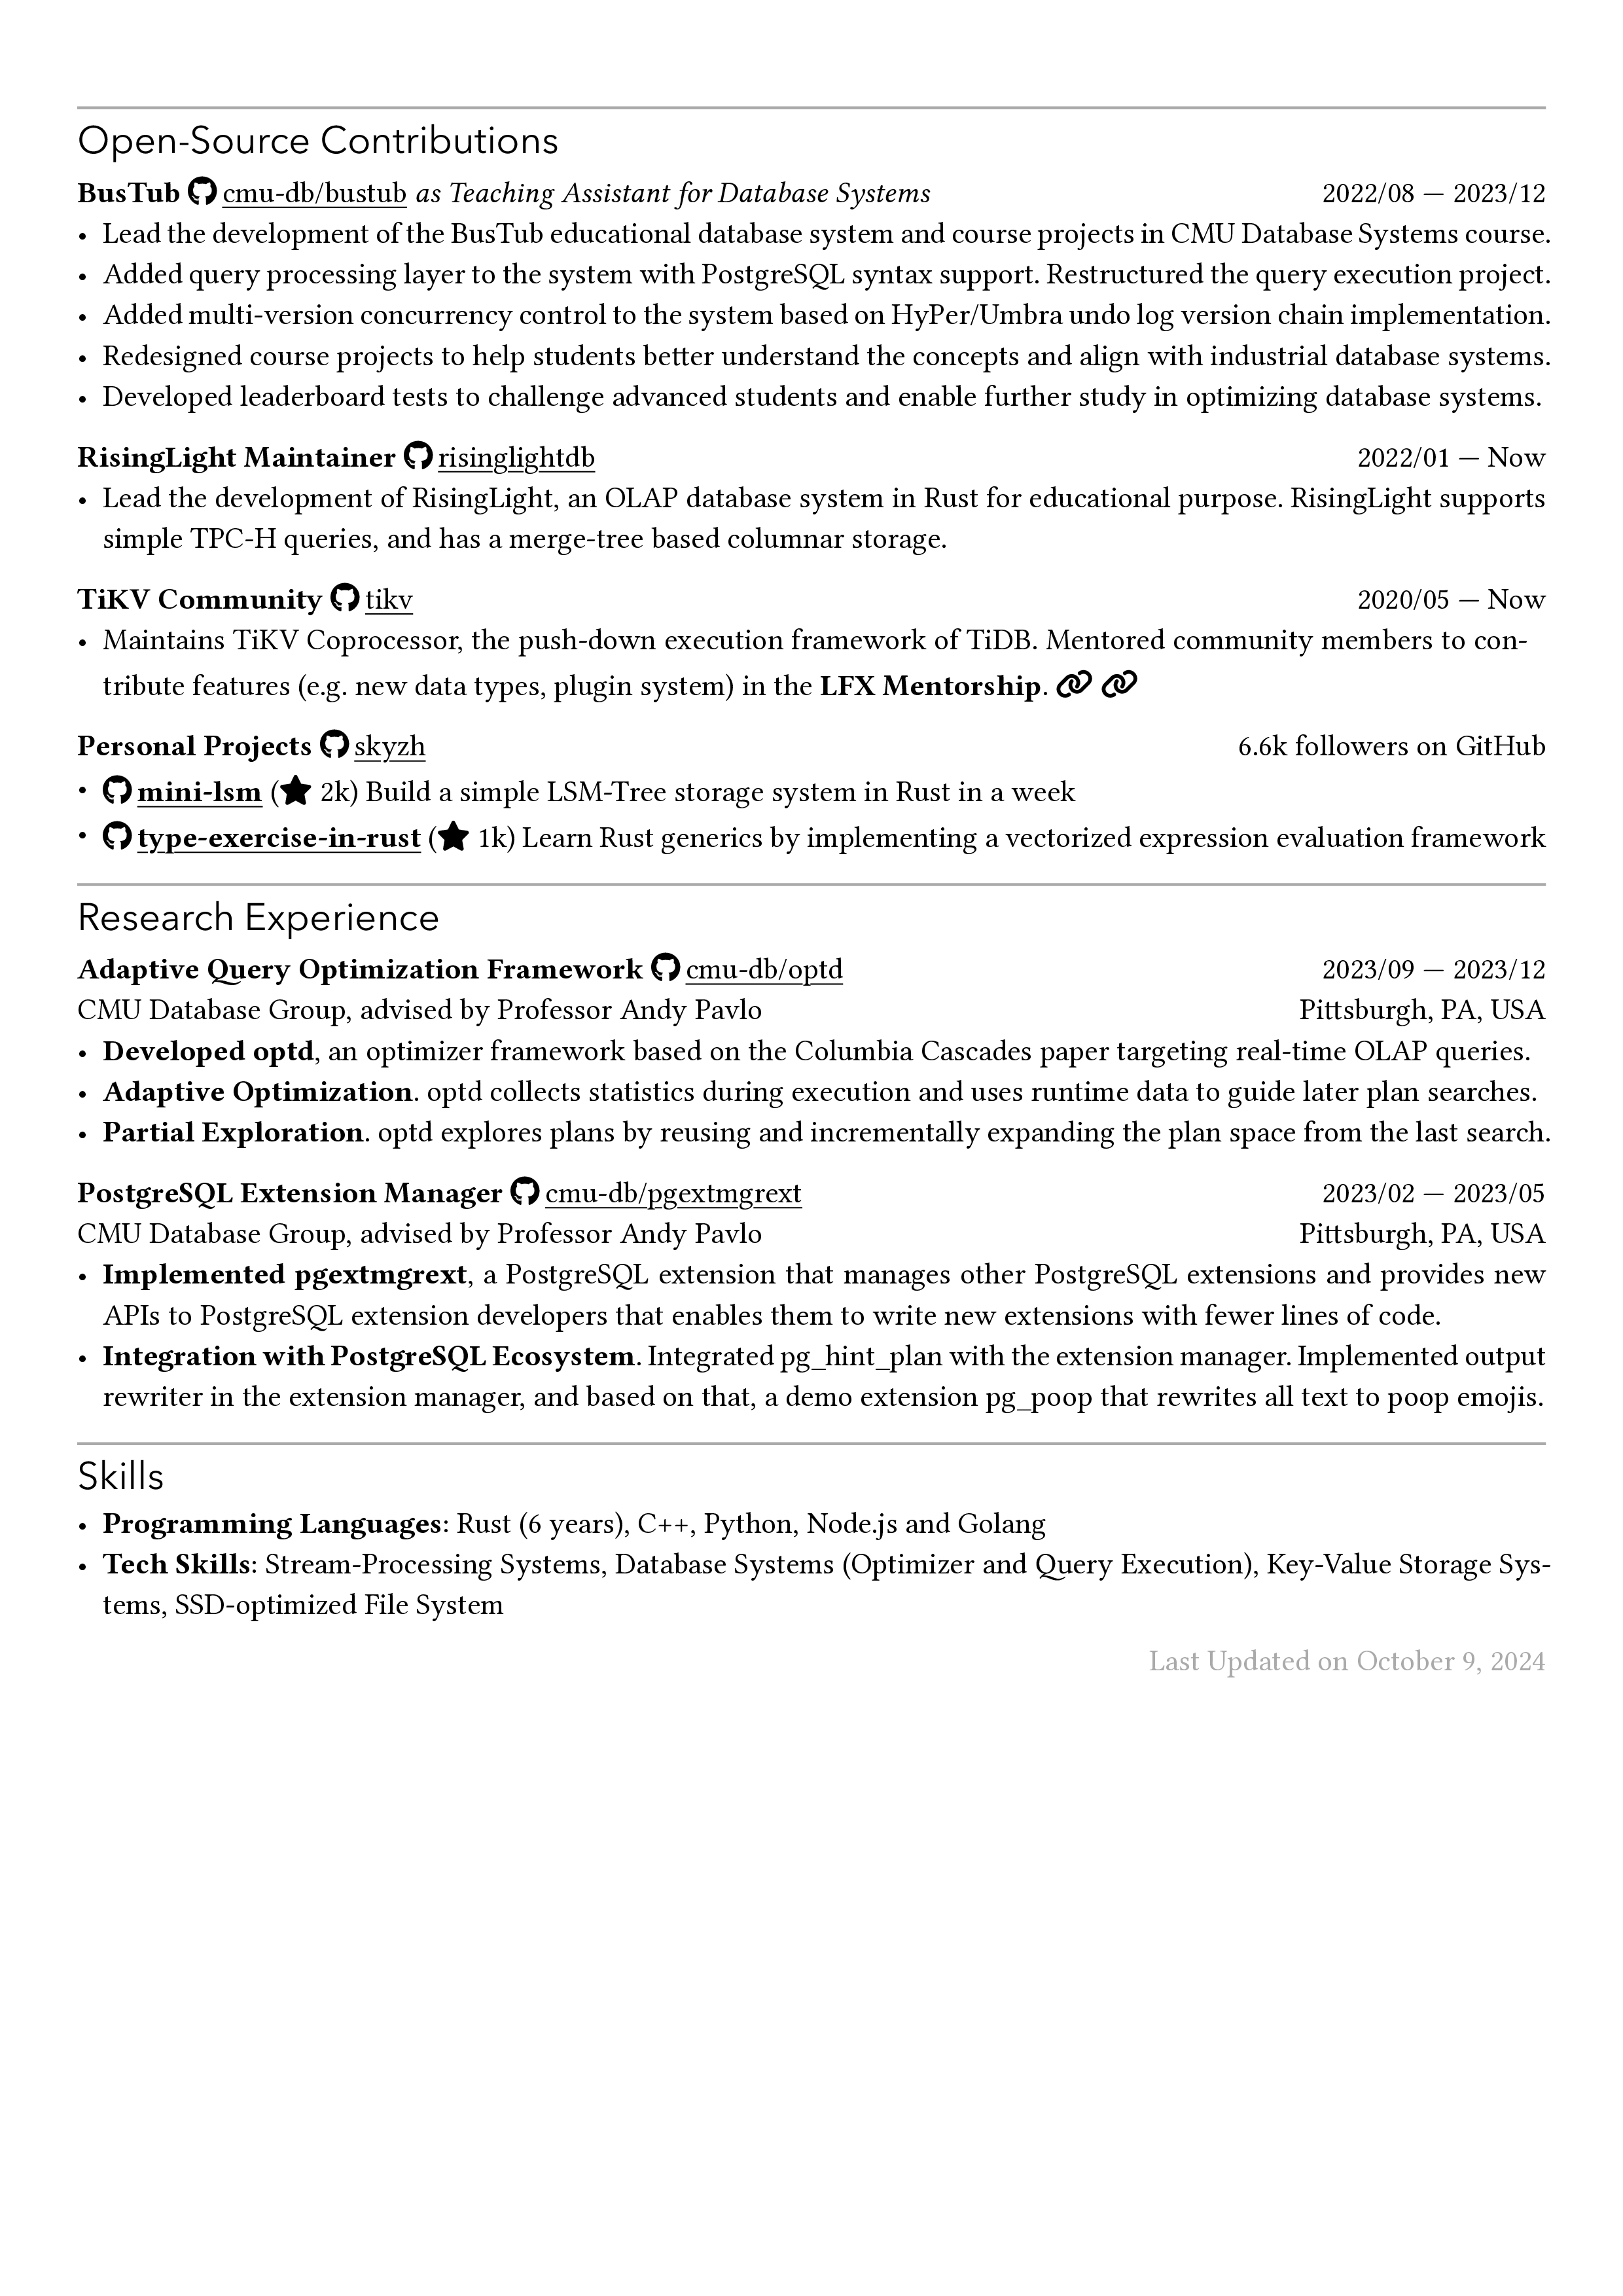 Open-Source Contributions
BusTub cmu-db/bustub as Teaching Assistant for Database Systems 2022/08 — 2023/12
• Lead the development of the BusTub educational database system and course projects in CMU Database Systems course.
• Added query processing layer to the system with PostgreSQL syntax support. Restructured the query execution project.
• Added multi-version concurrency control to the system based on HyPer/Umbra undo log version chain implementation.
• Redesigned course projects to help students better understand the concepts and align with industrial database systems.
• Developed leaderboard tests to challenge advanced students and enable further study in optimizing database systems.
RisingLight Maintainer risinglightdb 2022/01 — Now
• Lead the development of RisingLight, an OLAP database system in Rust for educational purpose. RisingLight supports
simple TPC-H queries, and has a merge-tree based columnar storage.
TiKV Community tikv 2020/05 — Now
• Maintains TiKV Coprocessor, the push-down execution framework of TiDB. Mentored community members to con-
tribute features (e.g. new data types, plugin system) in the LFX Mentorship.
Personal Projects skyzh 6.6k followers on GitHub
• mini-lsm (★ 2k) Build a simple LSM-Tree storage system in Rust in a week
• type-exercise-in-rust (★ 1k) Learn Rust generics by implementing a vectorized expression evaluation framework
Research Experience
Adaptive Query Optimization Framework cmu-db/optd 2023/09 — 2023/12
CMU Database Group, advised by Professor Andy Pavlo Pittsburgh, PA, USA
• Developed optd, an optimizer framework based on the Columbia Cascades paper targeting real-time OLAP queries.
• Adaptive Optimization. optd collects statistics during execution and uses runtime data to guide later plan searches.
• Partial Exploration. optd explores plans by reusing and incrementally expanding the plan space from the last search.
PostgreSQL Extension Manager cmu-db/pgextmgrext 2023/02 — 2023/05
CMU Database Group, advised by Professor Andy Pavlo Pittsburgh, PA, USA
• Implemented pgextmgrext, a PostgreSQL extension that manages other PostgreSQL extensions and provides new
APIs to PostgreSQL extension developers that enables them to write new extensions with fewer lines of code.
• Integration with PostgreSQL Ecosystem. Integrated pg_hint_plan with the extension manager. Implemented output
rewriter in the extension manager, and based on that, a demo extension pg_poop that rewrites all text to poop emojis.
Skills
• Programming Languages: Rust (6 years), C++, Python, Node.js and Golang
• Tech Skills: Stream-Processing Systems, Database Systems (Optimizer and Query Execution), Key-Value Storage Sys-
tems, SSD-optimized File System
Last Updated on October 9, 2024